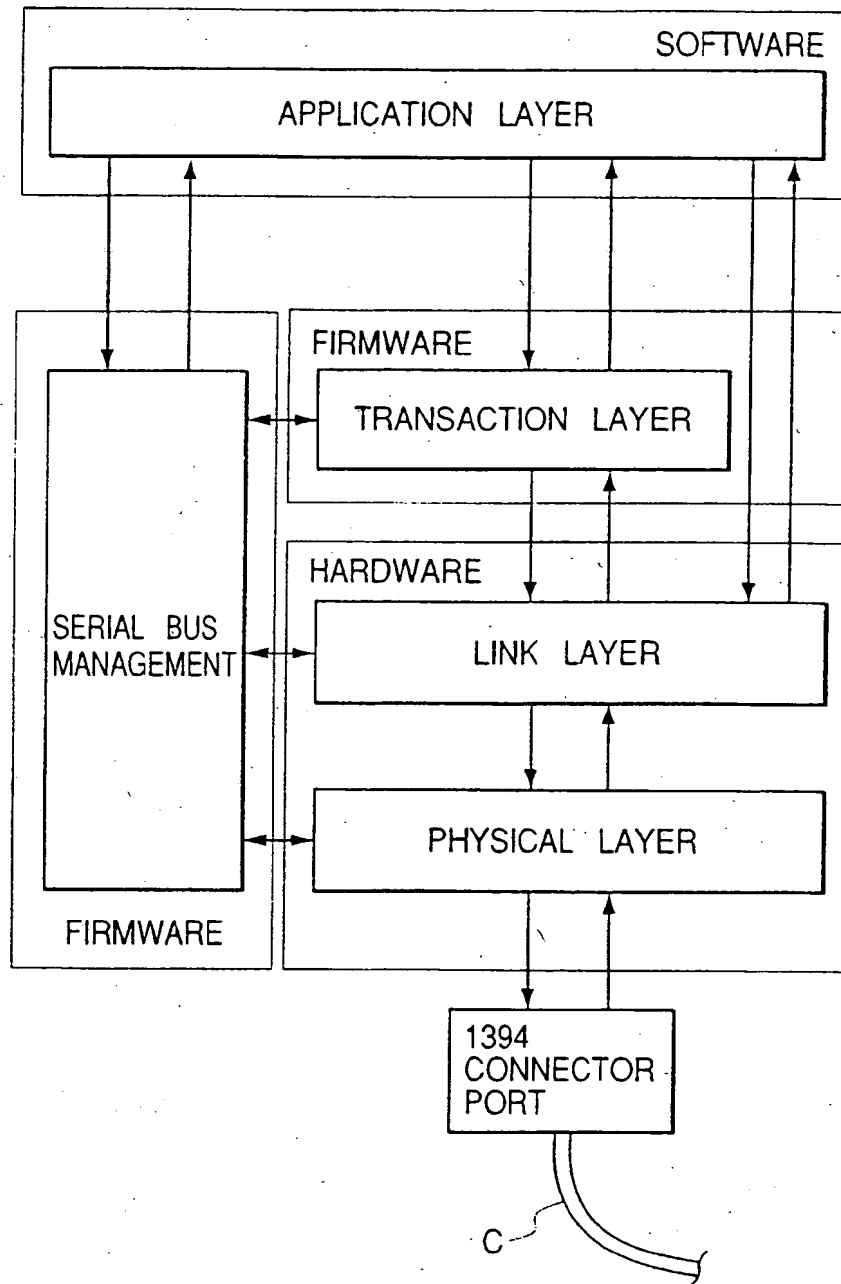 SOFTWARE
APPLICATION LAYER
FIRMWARE
TRANSACTION LAYER
HARDWARE
SERIAL BUS
MANAGEMENT
LINK LAYER
PHYSICAL LAYER
FIRMWARE
1394
CONNECTOR
PORT
C